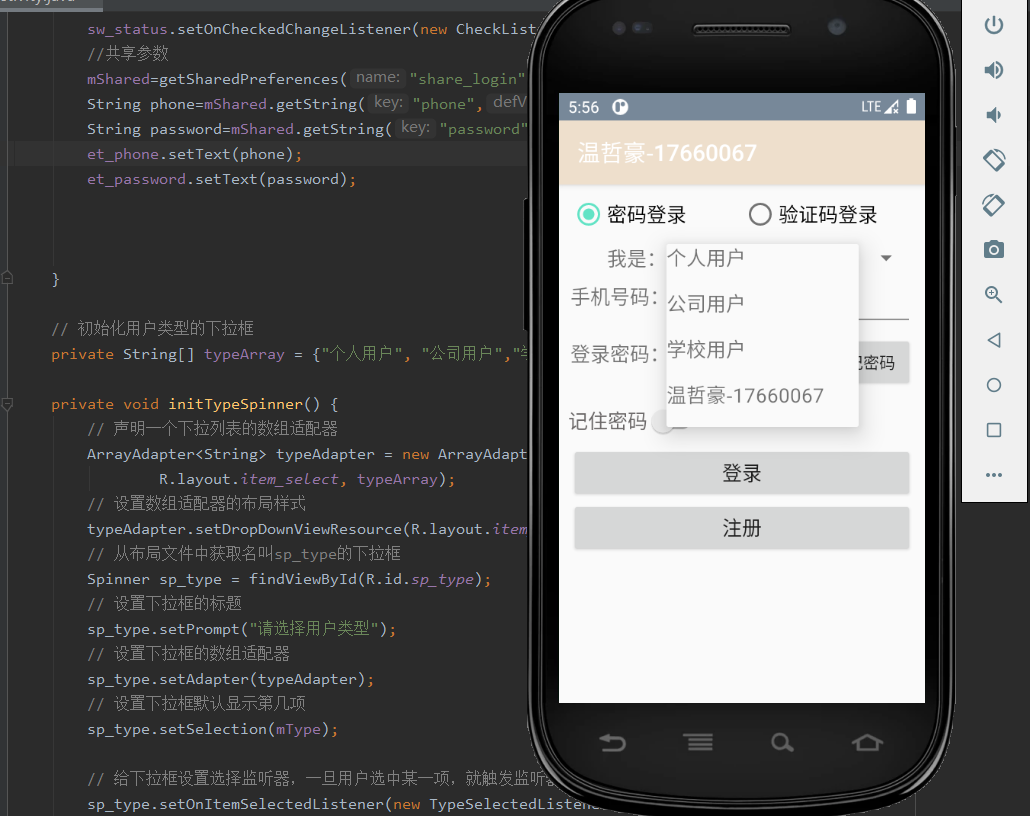 sw_status.setOnCheckedChangeListener(new CheckListe
//共享参数
mShared=getSharedPreferences( name: "share_login"
String phone=mShared.getString( key: "phone", defV
String password=mShared.getString( key: "password"
et_phone.setText(phone);
et_password.setText(password);
}
// 初始化用户类型的下拉框
private String[] typeArray = {"个人用户", "公司用户","学
private void initTypeSpinner() {
// 声明一个下拉列表的数组适配器
ArrayAdapter<String> typeAdapter = new ArrayAdapt
R.layout.item_select, typeArray);
// 设置数组适配器的布局样式
typeAdapter.setDropDownViewResource(R.layout.item
// 从布局文件中获取名叫sp_type的下拉框
Spinner sp_type = findViewById(R.id.sp_type);
// 设置下拉框的标题
sp_type.setPrompt("请选择用户类型");
// 设置下拉框的数组适配器
sp_type.setAdapter(typeAdapter);
// 设置下拉框默认显示第几项
sp_type.setSelection(mType);
// 给下拉框设置选择监听器，一旦用户选中某一项，就触发监听器
sp_type.setOnItemSelectedListener(new TypeSelectedListene
5:56 LTE
温哲豪-17660067
密码登录 验证码登录
我是： 个人用户
手机号码： 公司用户
登录密码： 学校用户 记密码
温哲豪-17660067
记住密码
登录
注册